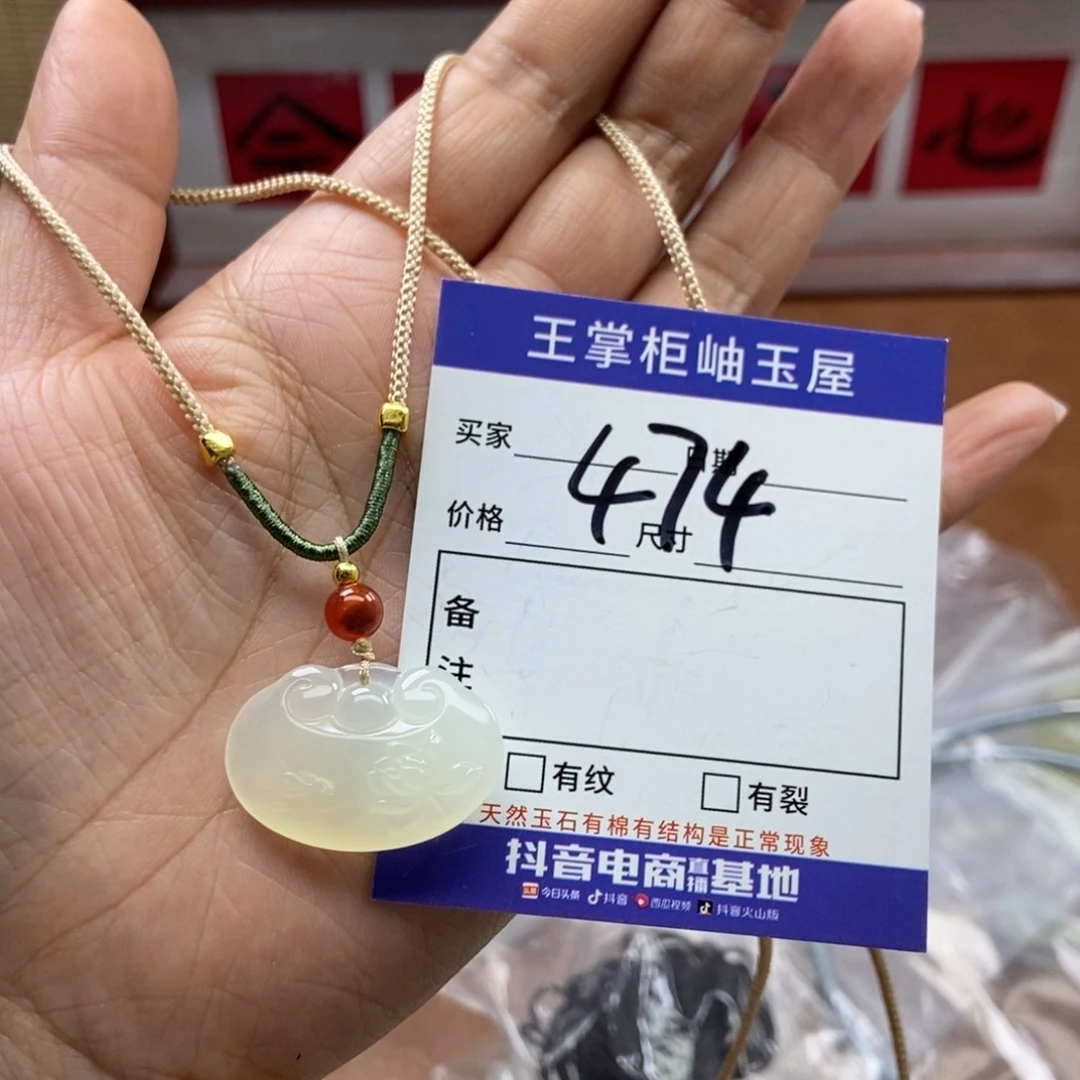 王掌柜岫玉屋
买家 日期
474
价格 尺寸
备
注
有纹 有裂
天然玉石有棉有结构是正常现象
抖音电商直播基地
头条 今日头条 抖音 西瓜视频 抖音火山版